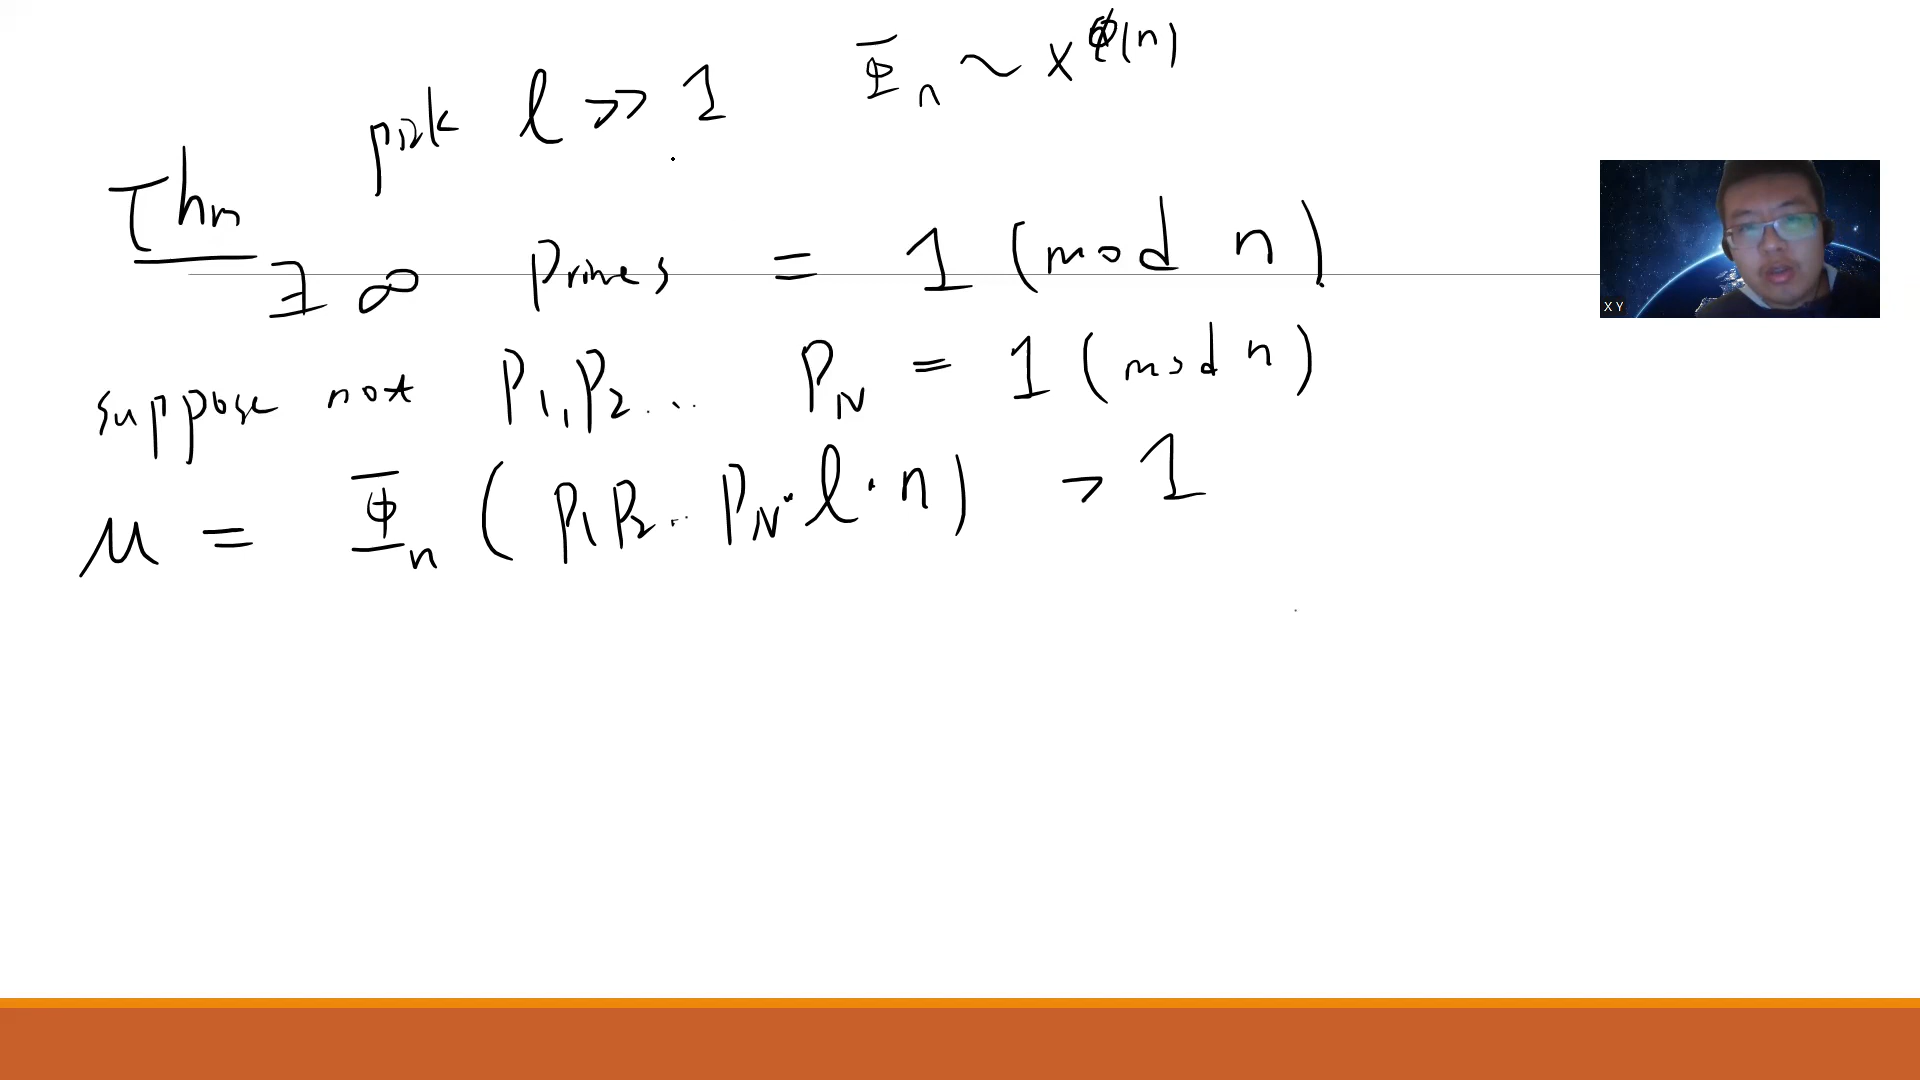 pick l >> 1    Φ_n ~ x^ϕ(n)
Thm
∃ ∞ primes = 1 (mod n)
suppose not P_1, P_2 ... P_N = 1 (mod n)
M = Φ_n ( P_1 P_2 ... P_N · l · n ) > 1
X Y